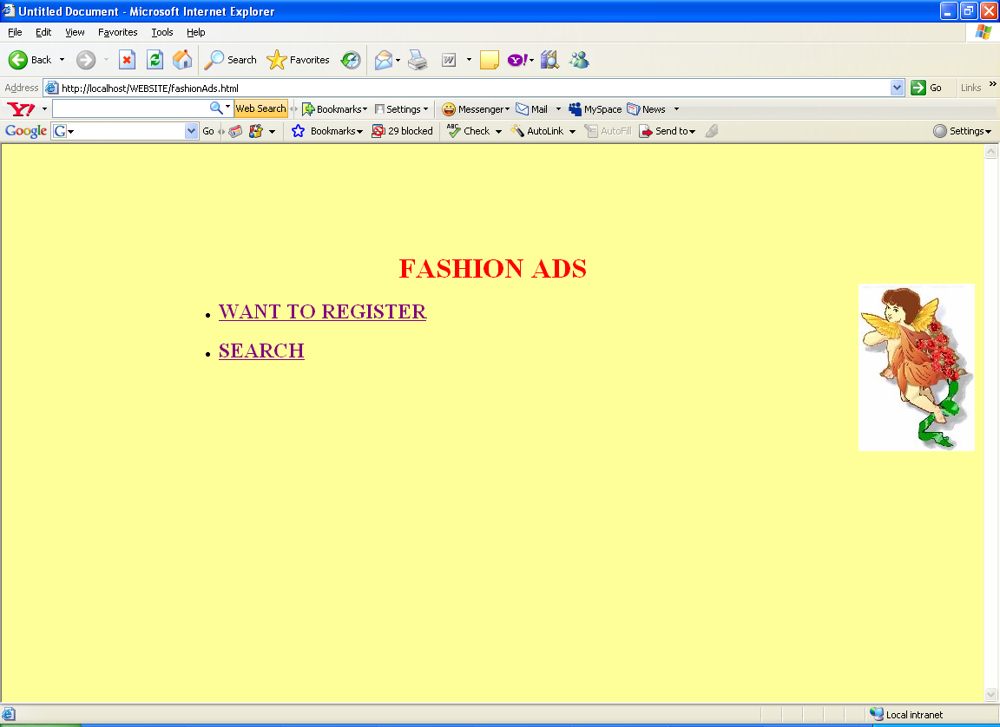 Untitled Document - Microsoft Internet Explorer
File Edit View Favorites Tools Help
Back Search Favorites W Y!
Address http://localhost/WEBSITE/fashionAds.html Go Links »
Y! Web Search Bookmarks Settings Messenger Mail MySpace News
Google G Go Bookmarks 29 blocked ABC Check AutoLink AutoFill Send to Settings
FASHION ADS
• WANT TO REGISTER
• SEARCH
Local intranet